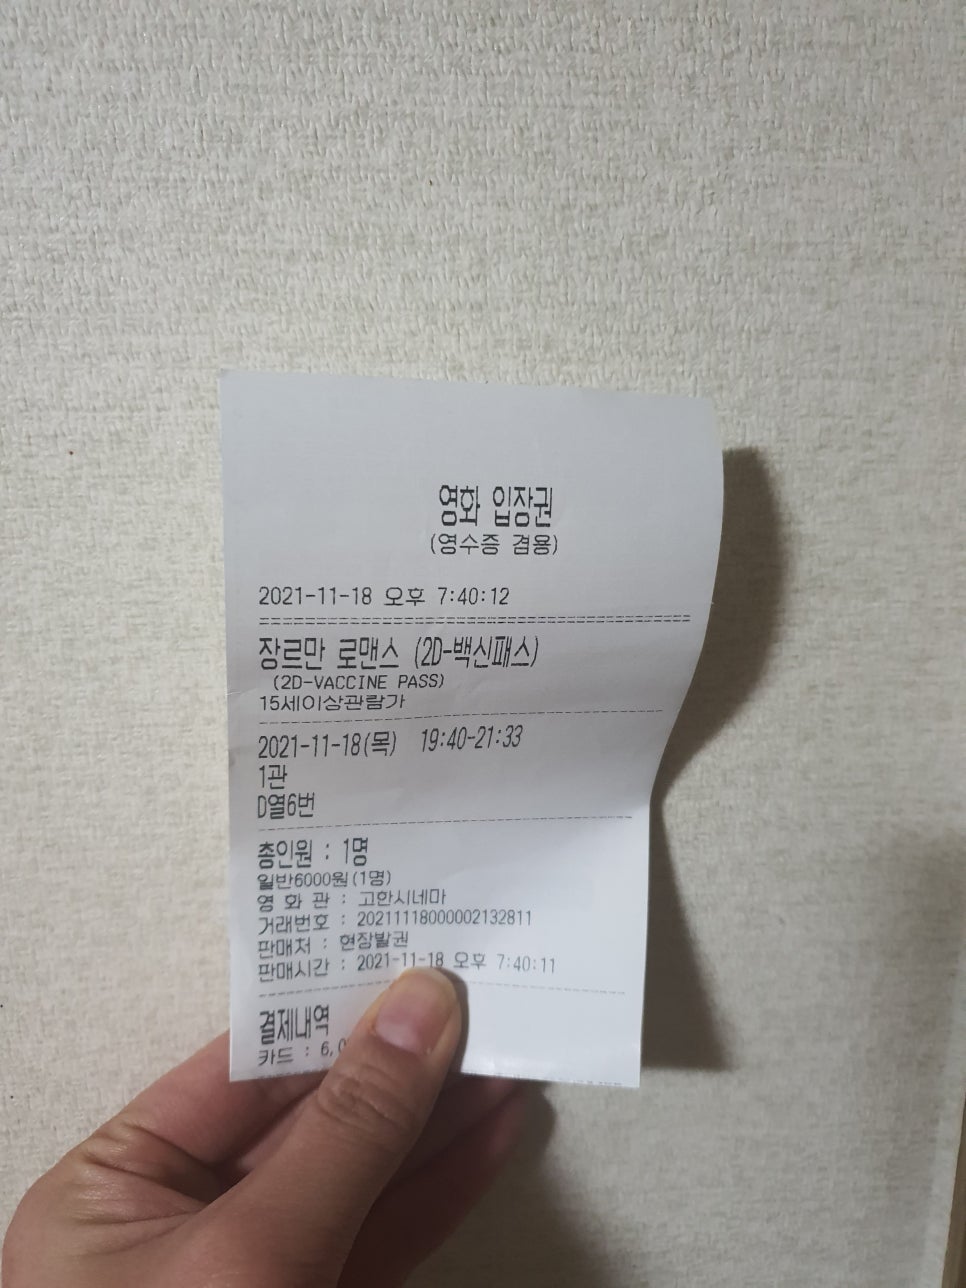 영화 입장권
(영수증 겸용)
2021-11-18 오후 7:40:12
장르만 로맨스 (2D-백신패스)
(2D-VACCINE PASS)
15세이상관람가
2021-11-18(목) 19:40-21:33
1관
D열6번
총인원 : 1명
일반6000원(1명)
영 화 관 : 고한시네마
거래번호 : 20211118000002132811
판매처 : 현장발권
판매시간 : 2021-11-18 오후 7:40:11
결제내역
카드 : 6,0